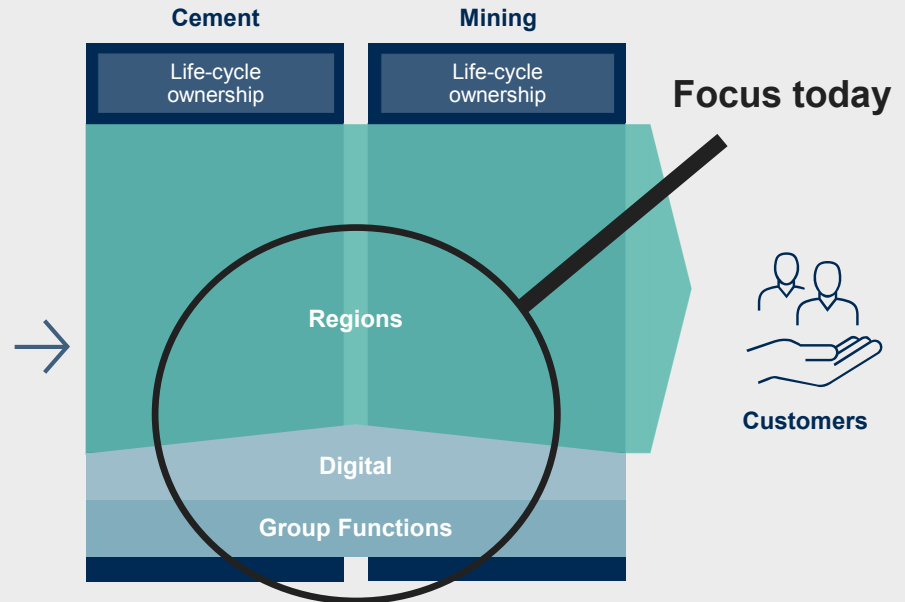 Cement
Mining
Life-cycle
ownership
Life-cycle
ownership
Focus today
Regions
Customers
Digital
Group Functions